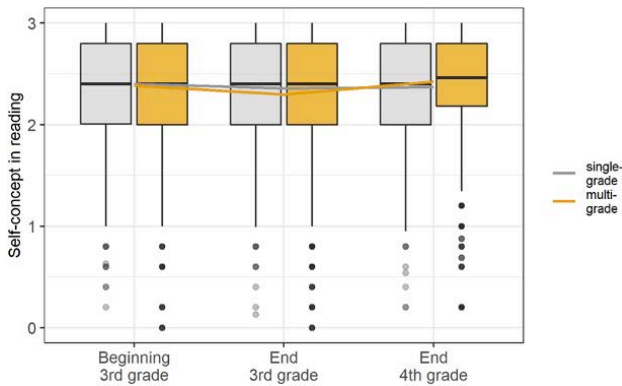 3
2
1
0
Self-concept in reading
Beginning
3rd grade
End
3rd grade
End
4th grade
single-
grade
multi-
grade